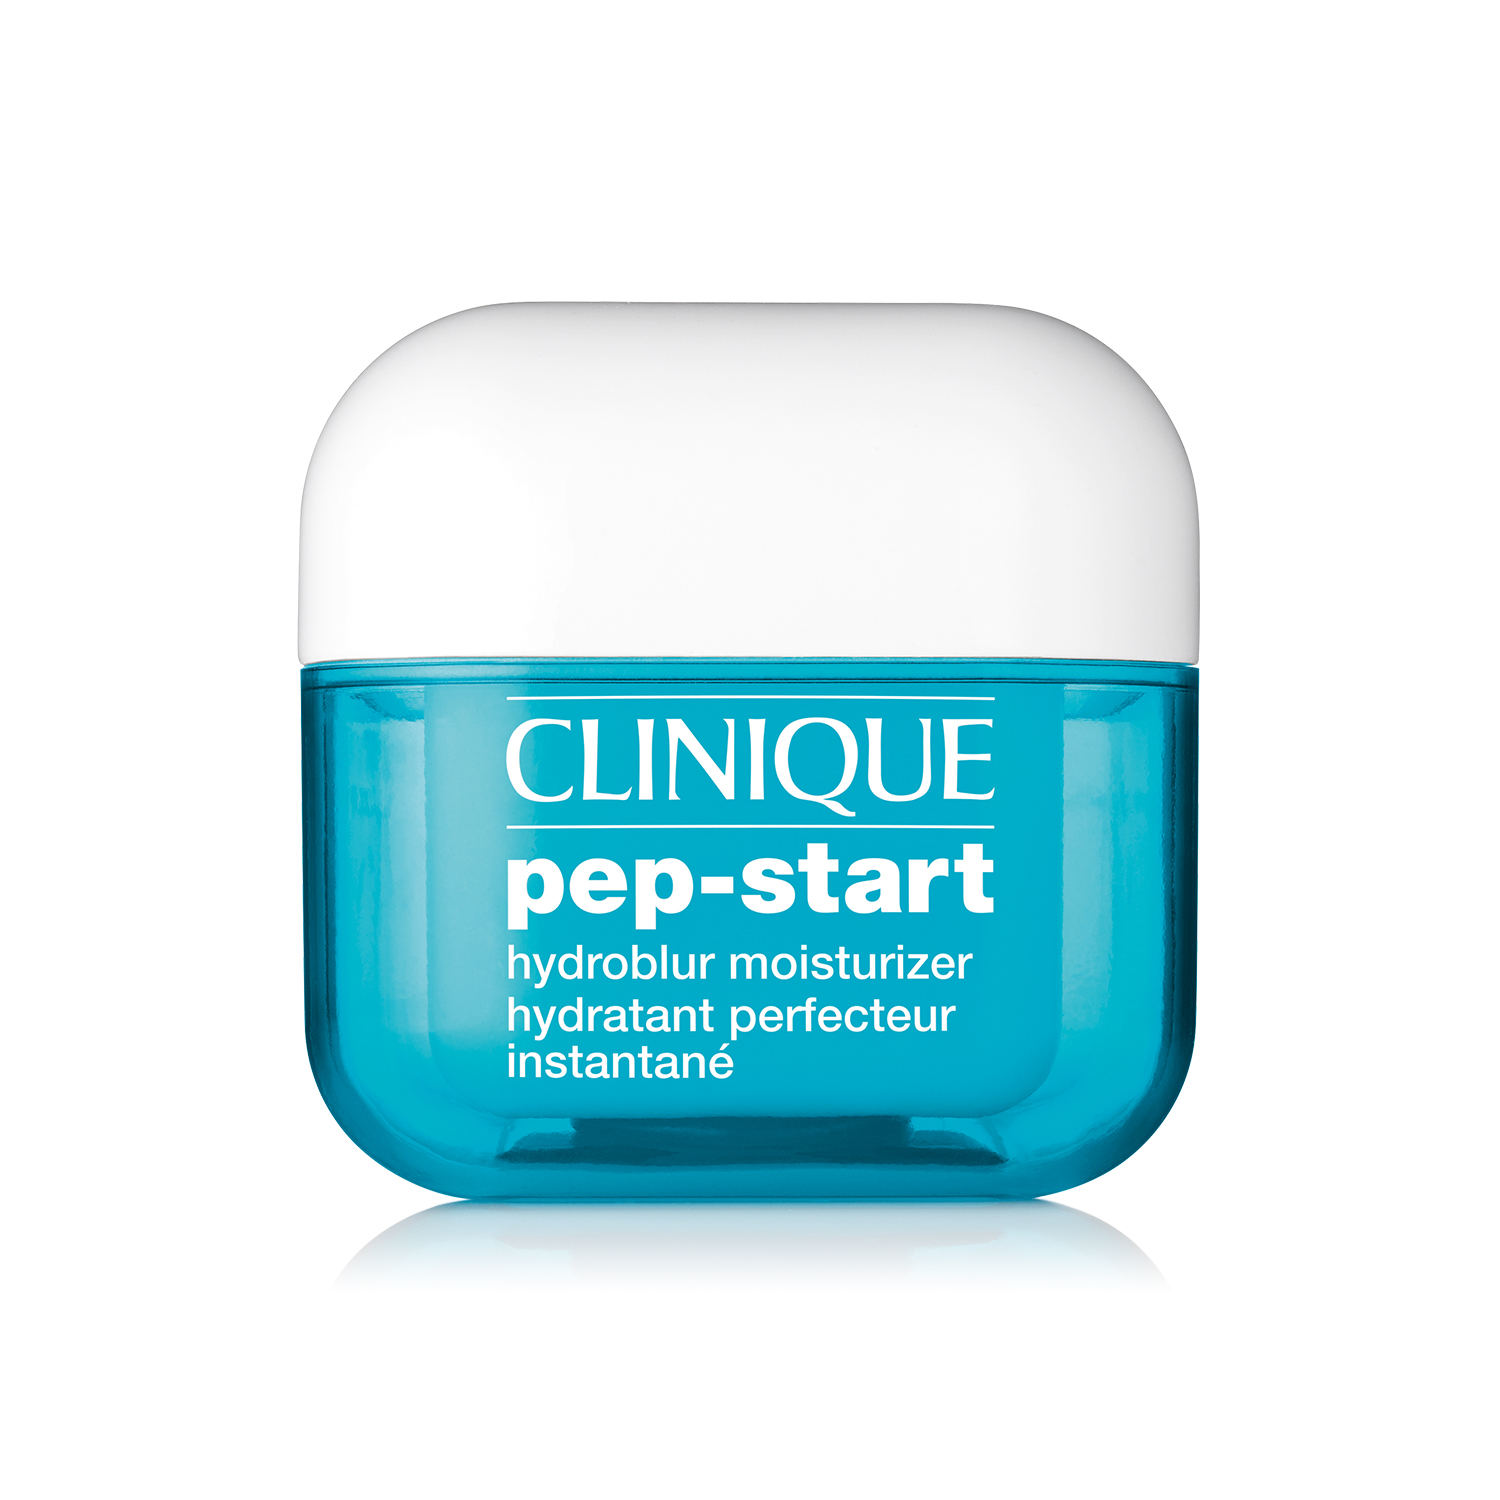 CLINIQUE
pep-start
hydroblur moisturizer
hydratant perfecteur
instantané